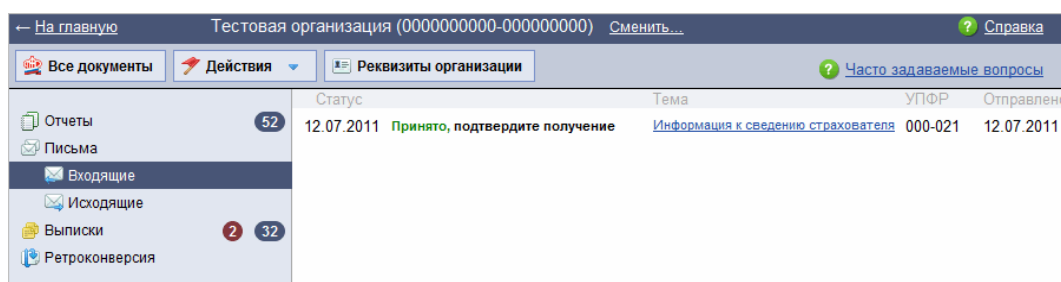 ← На главную Тестовая организация (0000000000-000000000) Сменить... ? Справка
Все документы Действия Реквизиты организации ? Часто задаваемые вопросы
Статус Тема УПФР Отправлено
Отчеты 52 12.07.2011 Принято, подтвердите получение Информация к сведению страхователя 000-021 12.07.2011
Письма
Входящие
Исходящие
Выписки 2 32
Ретроконверсия